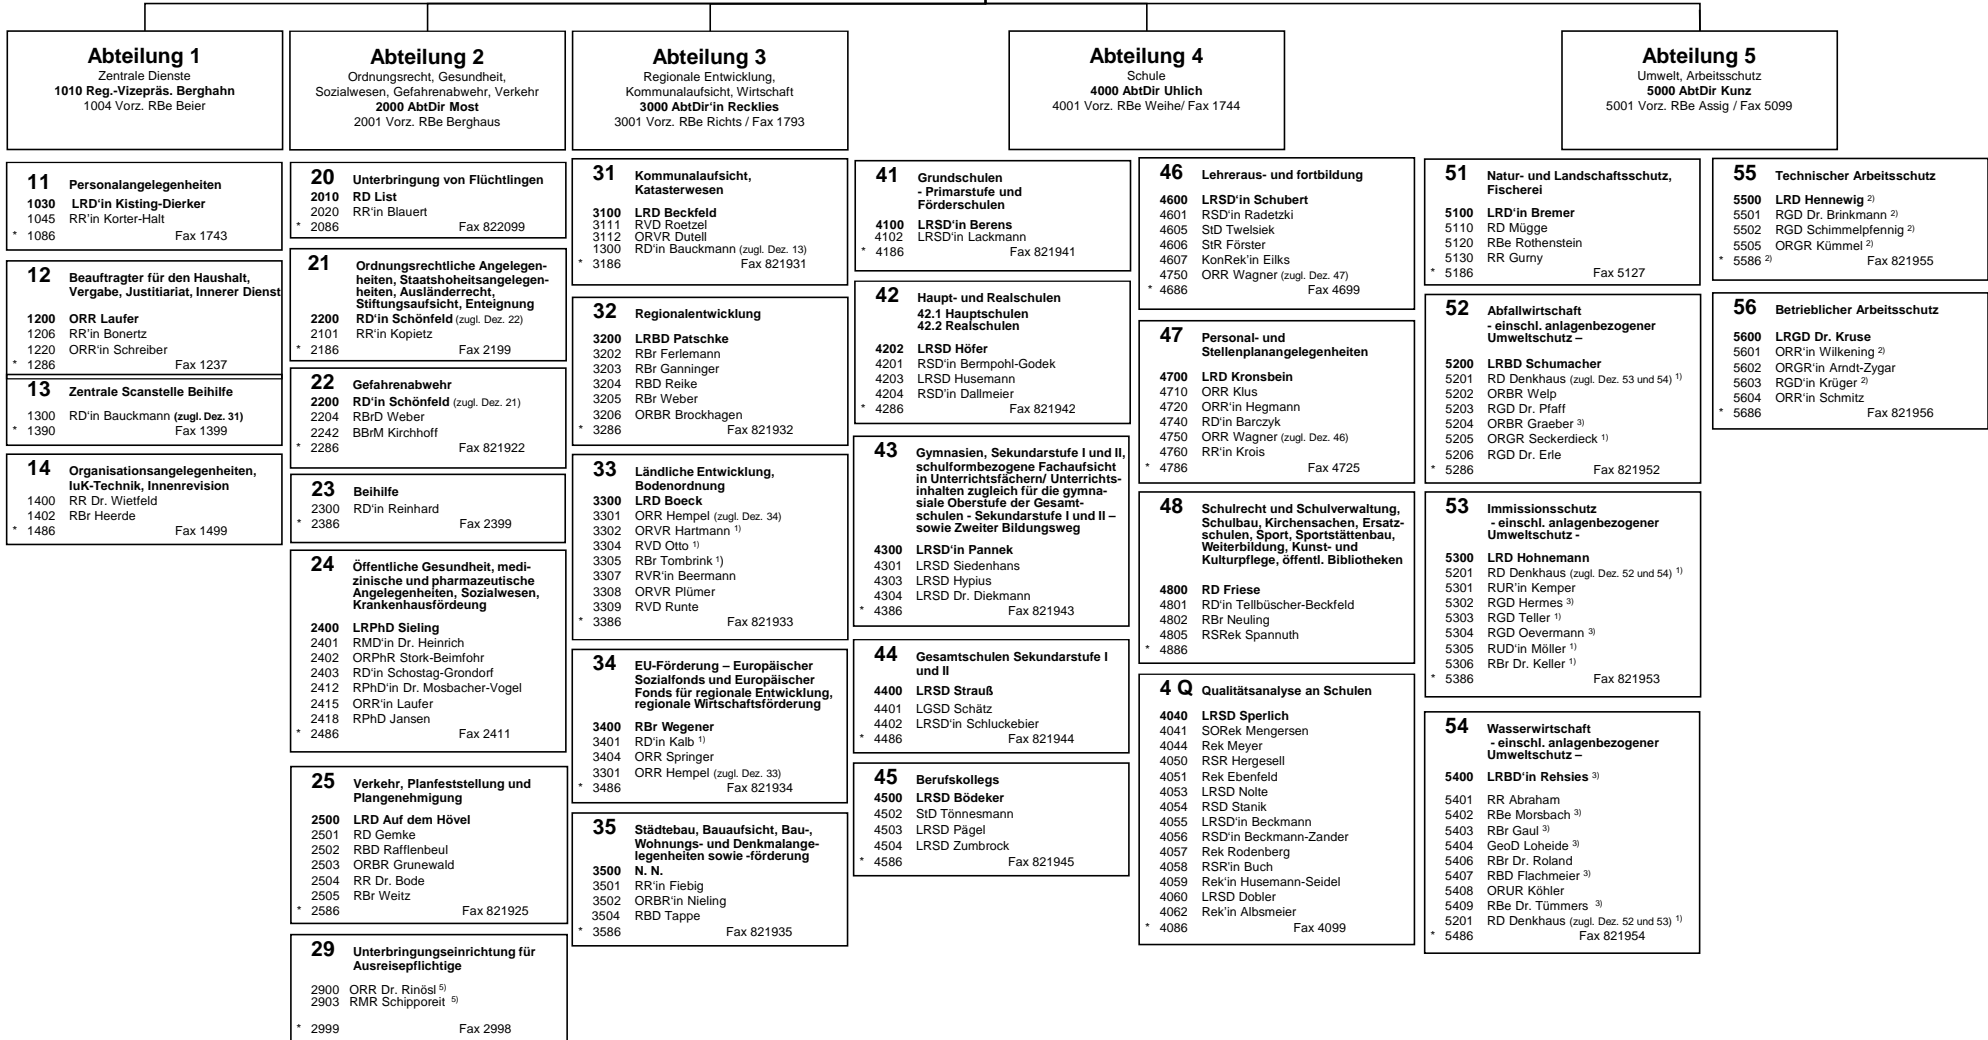 Abteilung 1
Zentrale Dienste
1010 Reg.-Vizepräs. Berghahn
1004 Vorz. RBe Beier
Abteilung 2
Ordnungsrecht, Gesundheit,
Sozialwesen, Gefahrenabwehr, Verkehr
2000 AbtDir Most
2001 Vorz. RBe Berghaus
Abteilung 3
Regionale Entwicklung,
Kommunalaufsicht, Wirtschaft
3000 AbtDir'in Recklies
3001 Vorz. RBe Richts / Fax 1793
Abteilung 4
Schule
4000 AbtDir Uhlich
4001 Vorz. RBe Weihe/ Fax 1744
Abteilung 5
Umwelt, Arbeitsschutz
5000 AbtDir Kunz
5001 Vorz. RBe Assig / Fax 5099
11 Personalangelegenheiten
1030 LRD'in Kisting-Dierker
1045 RR'in Korter-Halt
* 1086 Fax 1743
12 Beauftragter für den Haushalt,
Vergabe, Justitiariat, Innerer Dienst
1200 ORR Laufer
1206 RR'in Bonertz
1220 ORR'in Schreiber
* 1286 Fax 1237
13 Zentrale Scanstelle Beihilfe
1300 RD'in Bauckmann (zugl. Dez. 31)
* 1390 Fax 1399
14 Organisationsangelegenheiten,
IuK-Technik, Innenrevision
1400 RR Dr. Wietfeld
1402 RBr Heerde
* 1486 Fax 1499
20 Unterbringung von Flüchtlingen
2010 RD List
2020 RR'in Blauert
* 2086 Fax 822099
21 Ordnungsrechtliche Angelegen-
heiten, Staatshoheitsangelegen-
heiten, Ausländerrecht,
Stiftungsaufsicht, Enteignung
2200 RD'in Schönfeld (zugl. Dez. 22)
2101 RR'in Kopietz
* 2186 Fax 2199
22 Gefahrenabwehr
2200 RD'in Schönfeld (zugl. Dez. 21)
2204 RBrD Weber
2242 BBrM Kirchhoff
* 2286 Fax 821922
23 Beihilfe
2300 RD'in Reinhard
* 2386 Fax 2399
24 Öffentliche Gesundheit, medi-
zinische und pharmazeutische
Angelegenheiten, Sozialwesen,
Krankenhausfördeung
2400 LRPhD Sieling
2401 RMD'in Dr. Heinrich
2402 ORPhR Stork-Beimfohr
2403 RD'in Schostag-Grondorf
2412 RPhD'in Dr. Mosbacher-Vogel
2415 ORR'in Laufer
2418 RPhD Jansen
* 2486 Fax 2411
25 Verkehr, Planfeststellung und
Plangenehmigung
2500 LRD Auf dem Hövel
2501 RD Gemke
2502 RBD Rafflenbeul
2503 ORBR Grunewald
2504 RR Dr. Bode
2505 RBr Weitz
* 2586 Fax 821925
29 Unterbringungseinrichtung für
Ausreisepflichtige
2900 ORR Dr. Rinösl 5)
2903 RMR Schipporeit 5)
* 2999 Fax 2998
31 Kommunalaufsicht,
Katasterwesen
3100 LRD Beckfeld
3111 RVD Roetzel
3112 ORVR Dutell
1300 RD'in Bauckmann (zugl. Dez. 13)
* 3186 Fax 821931
32 Regionalentwicklung
3200 LRBD Patschke
3202 RBr Ferlemann
3203 RBr Ganninger
3204 RBD Reike
3205 RBr Weber
3206 ORBR Brockhagen
* 3286 Fax 821932
33 Ländliche Entwicklung,
Bodenordnung
3300 LRD Boeck
3301 ORR Hempel (zugl. Dez. 34)
3302 ORVR Hartmann 1)
3304 RVD Otto 1)
3305 RBr Tombrink 1)
3307 RVR'in Beermann
3308 ORVR Plümer
3309 RVD Runte
* 3386 Fax 821933
34 EU-Förderung – Europäischer
Sozialfonds und Europäischer
Fonds für regionale Entwicklung,
regionale Wirtschaftsförderung
3400 RBr Wegener
3401 RD'in Kalb 1)
3404 ORR Springer
3301 ORR Hempel (zugl. Dez. 33)
* 3486 Fax 821934
35 Städtebau, Bauaufsicht, Bau-,
Wohnungs- und Denkmalange-
legenheiten sowie -förderung
3500 N. N.
3501 RR'in Fiebig
3502 ORBR'in Nieling
3504 RBD Tappe
* 3586 Fax 821935
41 Grundschulen
- Primarstufe und
Förderschulen
4100 LRSD'in Berens
4102 LRSD'in Lackmann
* 4186 Fax 821941
42 Haupt- und Realschulen
42.1 Hauptschulen
42.2 Realschulen
4202 LRSD Höfer
4201 RSD'in Bermpohl-Godek
4203 LRSD Husemann
4204 RSD'in Dallmeier
* 4286 Fax 821942
43 Gymnasien, Sekundarstufe I und II,
schulformbezogene Fachaufsicht
in Unterrichtsfächern/ Unterrichts-
inhalten zugleich für die gymna-
siale Oberstufe der Gesamt-
schulen - Sekundarstufe I und II –
sowie Zweiter Bildungsweg
4300 LRSD'in Pannek
4301 LRSD Siedenhans
4303 LRSD Hypius
4304 LRSD Dr. Diekmann
* 4386 Fax 821943
44 Gesamtschulen Sekundarstufe I
und II
4400 LRSD Strauß
4401 LGSD Schätz
4402 LRSD'in Schluckebier
* 4486 Fax 821944
45 Berufskollegs
4500 LRSD Bödeker
4502 StD Tönnesmann
4503 LRSD Pägel
4504 LRSD Zumbrock
* 4586 Fax 821945
46 Lehreraus- und fortbildung
4600 LRSD'in Schubert
4601 RSD'in Radetzki
4605 StD Twelsiek
4606 StR Förster
4607 KonRek'in Eilks
4750 ORR Wagner (zugl. Dez. 47)
* 4686 Fax 4699
47 Personal- und
Stellenplanangelegenheiten
4700 LRD Kronsbein
4710 ORR Klus
4720 ORR'in Hegmann
4740 RD'in Barczyk
4750 ORR Wagner (zugl. Dez. 46)
4760 RR'in Krois
* 4786 Fax 4725
48 Schulrecht und Schulverwaltung,
Schulbau, Kirchensachen, Ersatz-
schulen, Sport, Sportstättenbau,
Weiterbildung, Kunst- und
Kulturpflege, öffentl. Bibliotheken
4800 RD Friese
4801 RD'in Tellbüscher-Beckfeld
4802 RBr Neuling
4805 RSRek Spannuth
* 4886
4 Q Qualitätsanalyse an Schulen
4040 LRSD Sperlich
4041 SORek Mengersen
4044 Rek Meyer
4050 RSR Hergesell
4051 Rek Ebenfeld
4053 LRSD Nolte
4054 RSD Stanik
4055 LRSD'in Beckmann
4056 RSD'in Beckmann-Zander
4057 Rek Rodenberg
4058 RSR'in Buch
4059 Rek'in Husemann-Seidel
4060 LRSD Dobler
4062 Rek'in Albsmeier
* 4086 Fax 4099
51 Natur- und Landschaftsschutz,
Fischerei
5100 LRD'in Bremer
5110 RD Mügge
5120 RBe Rothenstein
5130 RR Gurny
* 5186 Fax 5127
52 Abfallwirtschaft
- einschl. anlagenbezogener
Umweltschutz –
5200 LRBD Schumacher
5201 RD Denkhaus (zugl. Dez. 53 und 54) 1)
5202 ORBR Welp
5203 RGD Dr. Pfaff
5204 ORBR Graeber 3)
5205 ORGR Seckerdieck 1)
5206 RGD Dr. Erle
* 5286 Fax 821952
53 Immissionsschutz
- einschl. anlagenbezogener
Umweltschutz -
5300 LRD Hohnemann
5201 RD Denkhaus (zugl. Dez. 52 und 54) 1)
5301 RUR'in Kemper
5302 RGD Hermes 3)
5303 RGD Teller 1)
5304 RGD Oevermann 3)
5305 RUD'in Möller 1)
5306 RBr Dr. Keller 1)
* 5386 Fax 821953
54 Wasserwirtschaft
- einschl. anlagenbezogener
Umweltschutz –
5400 LRBD'in Rehsies 3)
5401 RR Abraham
5402 RBe Morsbach 3)
5403 RBr Gaul 3)
5404 GeoD Loheide 3)
5406 RBr Dr. Roland
5407 RBD Flachmeier 3)
5408 ORUR Köhler
5409 RBe Dr. Tümmers 3)
5201 RD Denkhaus (zugl. Dez. 52 und 53) 1)
* 5486 Fax 821954
55 Technischer Arbeitsschutz
5500 LRD Hennewig 2)
5501 RGD Dr. Brinkmann 2)
5502 RGD Schimmelpfennig 2)
5505 ORGR Kümmel 2)
* 5586 2) Fax 821955
56 Betrieblicher Arbeitsschutz
5600 LRGD Dr. Kruse
5601 ORR'in Wilkening 2)
5602 ORGR'in Arndt-Zygar
5603 RGD'in Krüger 2)
5604 ORR'in Schmitz
* 5686 Fax 821956